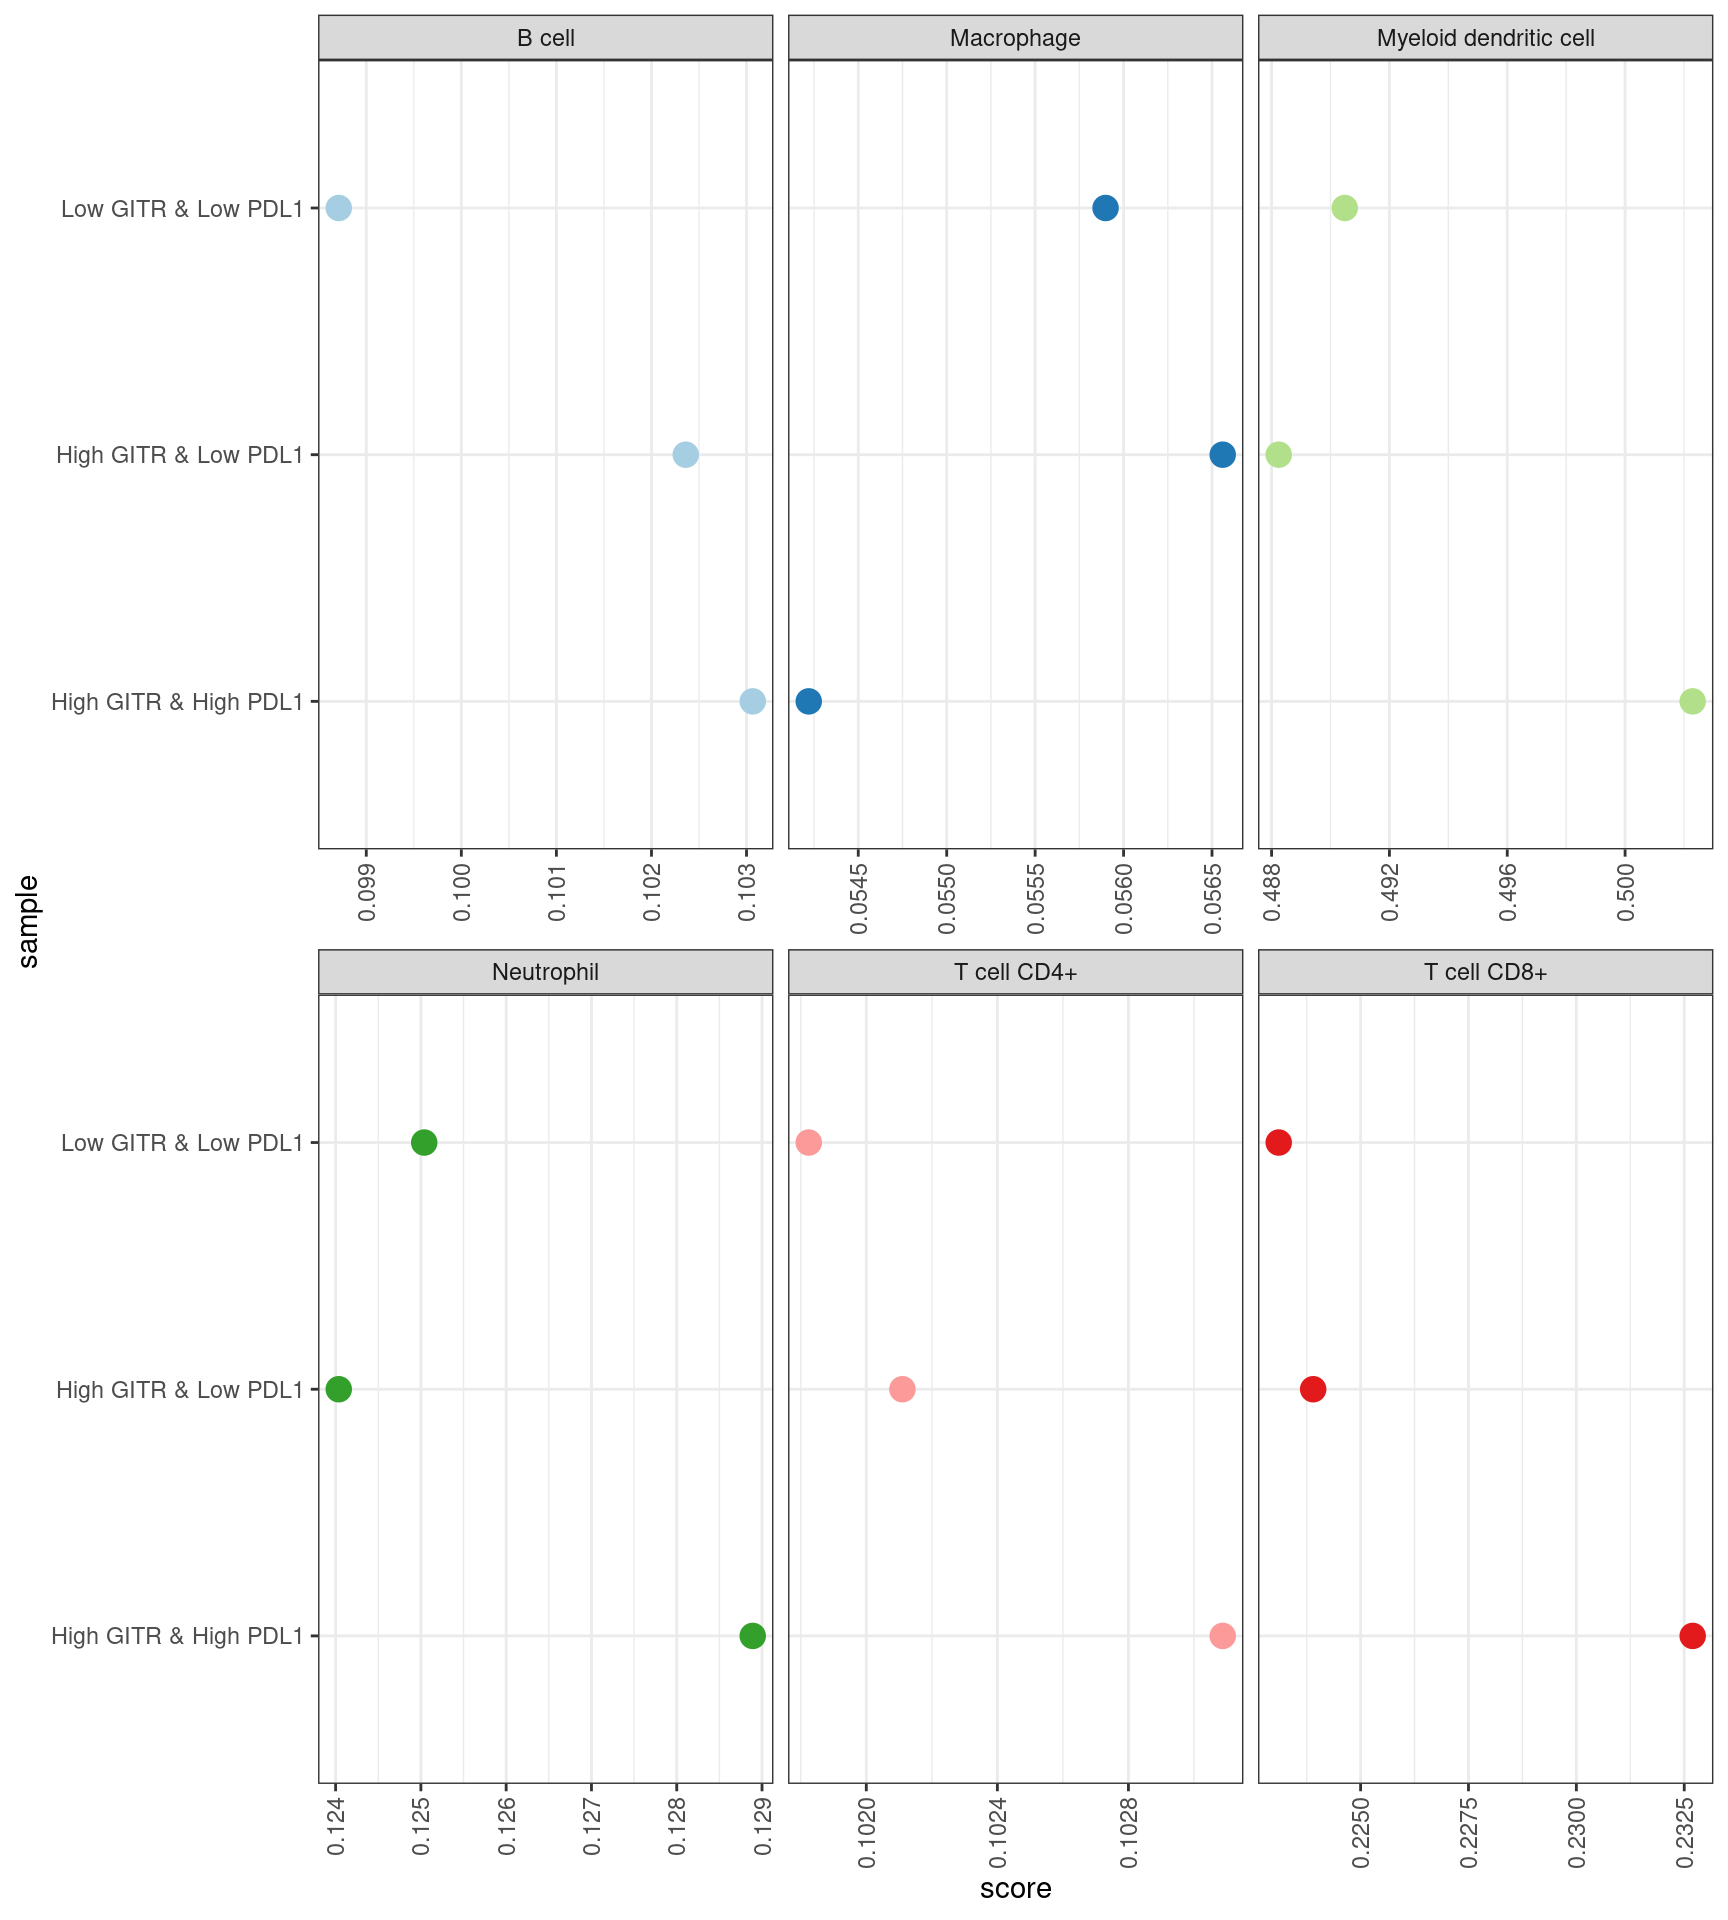 B cell
Macrophage
Myeloid dendritic cell
Low GITR & Low PDL1
High GITR & Low PDL1
High GITR & High PDL1
0.099
0.100
0.101
0.102
0.103
0.0545
0.0550
0.0555
0.0560
0.0565
0.488
0.492
0.496
0.500
sample
Neutrophil
T cell CD4+
T cell CD8+
Low GITR & Low PDL1
High GITR & Low PDL1
High GITR & High PDL1
0.124
0.125
0.126
0.127
0.128
0.129
0.1020
0.1024
0.1028
0.2250
0.2275
0.2300
0.2325
score